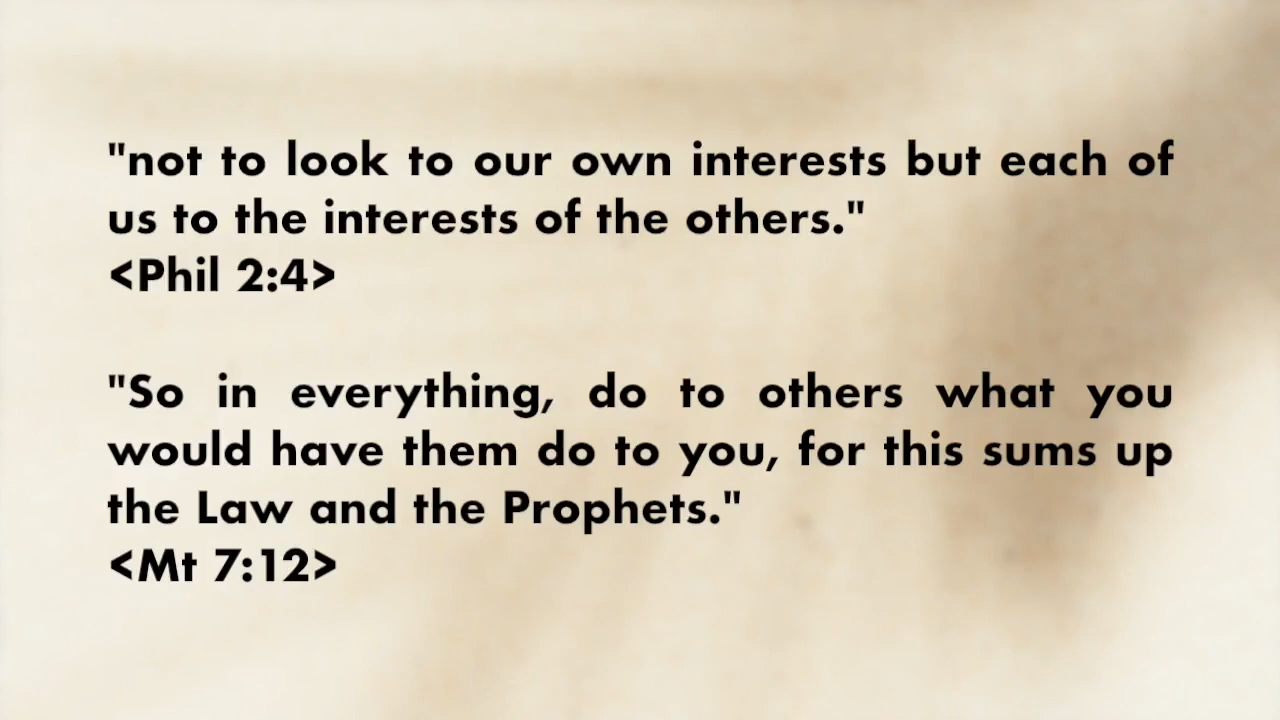 "not to look to our own interests but each of
us to the interests of the others."
<Phil 2:4>
"So in everything, do to others what you
would have them do to you, for this sums up
the Law and the Prophets."
<Mt 7:12>